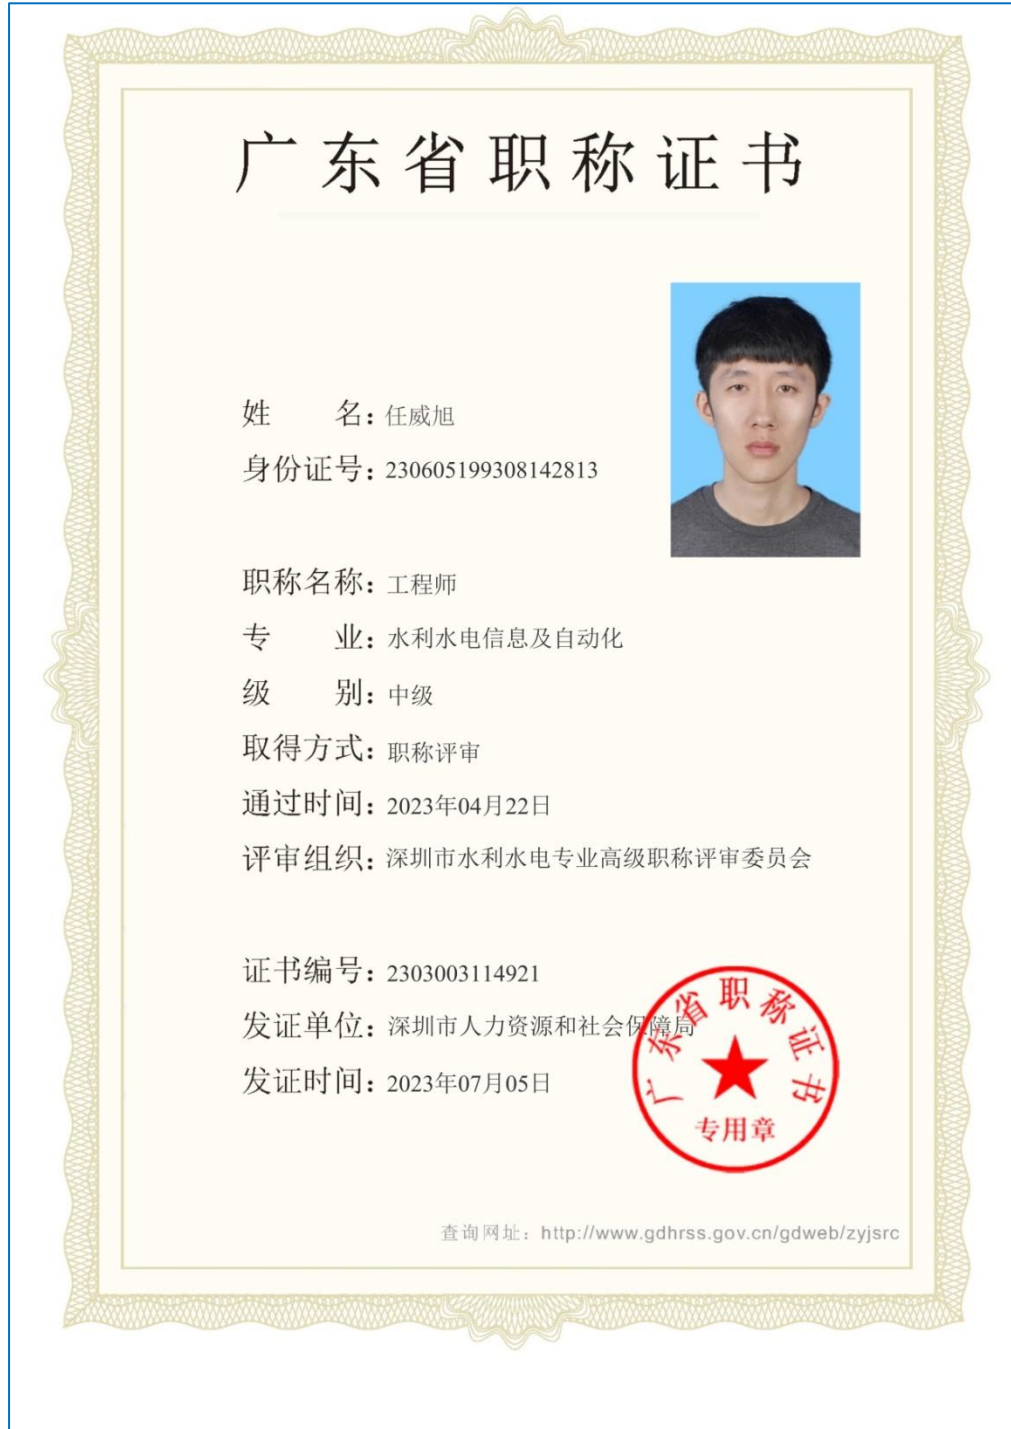 广东省职称证书
姓 名：任威旭
身份证号：230605199308142813
职称名称：工程师
专 业：水利水电信息及自动化
级 别：中级
取得方式：职称评审
通过时间：2023年04月22日
评审组织：深圳市水利水电专业高级职称评审委员会
证书编号：2303003114921
发证单位：深圳市人力资源和社会保障局
发证时间：2023年07月05日
广东省职称证书
专用章
查询网址：http://www.gdhrss.gov.cn/gdweb/zyjsrc